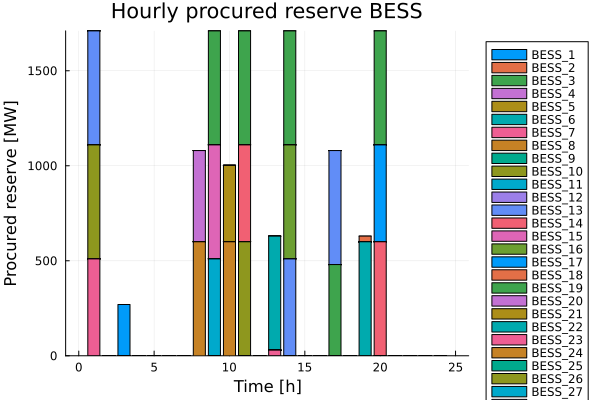 Hourly procured reserve BESS
Procured reserve [MW]
1500
1000
500
0
0 5 10 15 20 25
Time [h]
BESS_1
BESS_2
BESS_3
BESS_4
BESS_5
BESS_6
BESS_7
BESS_8
BESS_9
BESS_10
BESS_11
BESS_12
BESS_13
BESS_14
BESS_15
BESS_16
BESS_17
BESS_18
BESS_19
BESS_20
BESS_21
BESS_22
BESS_23
BESS_24
BESS_25
BESS_26
BESS_27